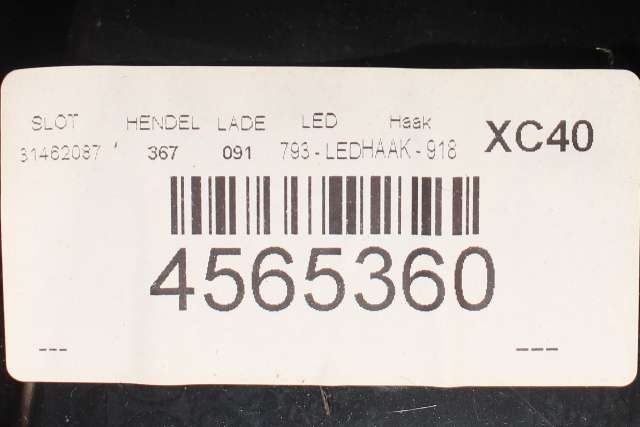 SLOT HENDEL LADE LED Haak XC40
31462087 367 091 793 - LEDHAAK - 918
4565360
--- ---